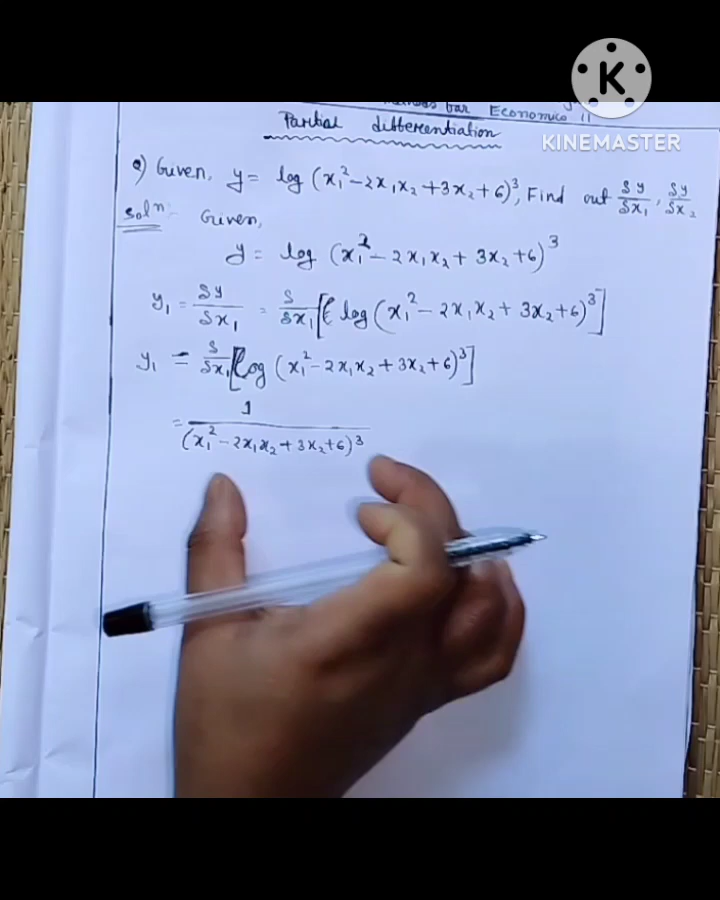 K
KINEMASTER
for Economics II
Partial differentiation
Q) Given, y = log (x₁² - 2x₁x₂ + 3x₂ + 6)³, Find out δy/δx₁, δy/δx₂
Solⁿ:- Given,
y = log (x₁² - 2x₁x₂ + 3x₂ + 6)³
y₁ = δy/δx₁ = δ/δx₁ [log (x₁² - 2x₁x₂ + 3x₂ + 6)³]
y₁ = δ/δx₁ [log (x₁² - 2x₁x₂ + 3x₂ + 6)³]
= 1/(x₁² - 2x₁x₂ + 3x₂ + 6)³